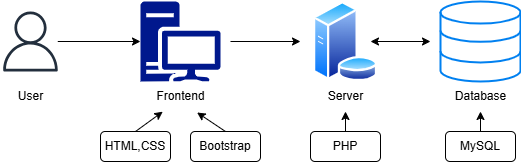 User
Frontend
Server
Database
HTML,CSS
Bootstrap
PHP
MySQL